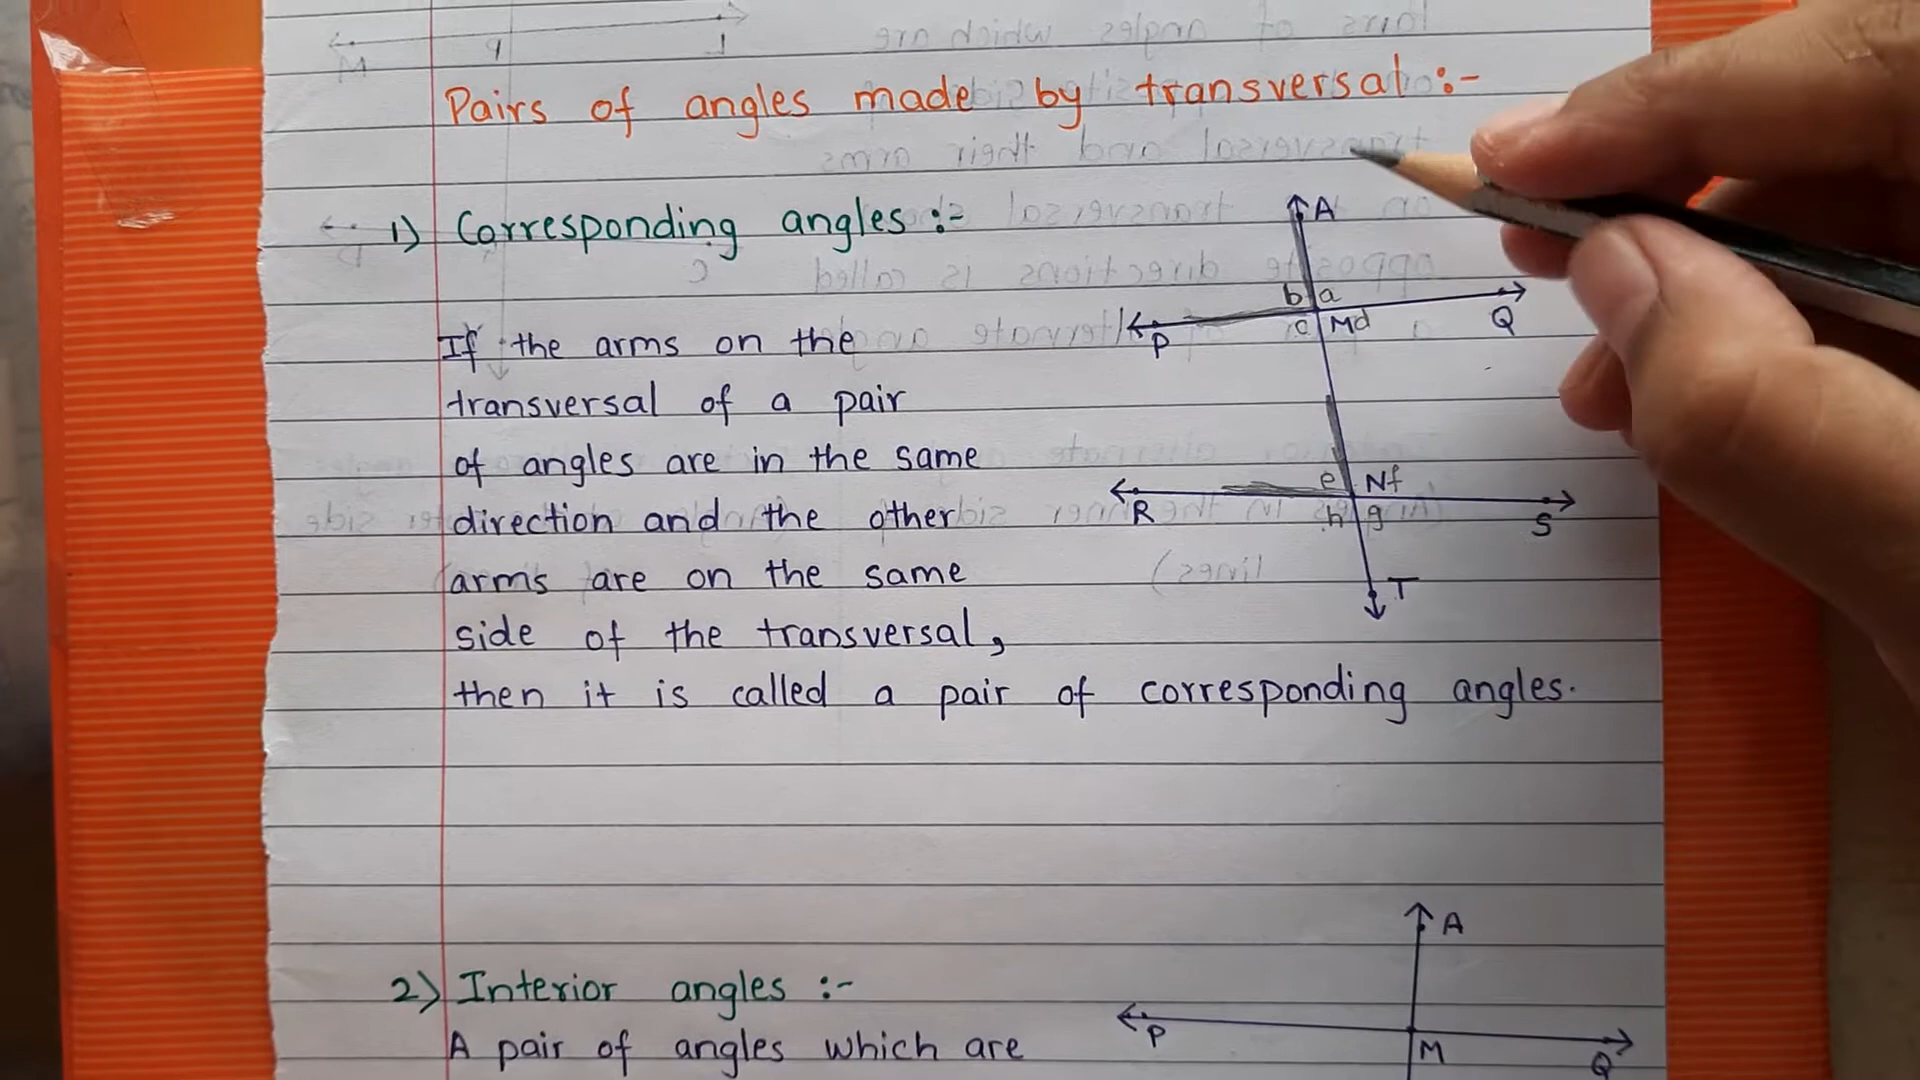 Pairs of angles made by transversal :-
1) Corresponding angles :-
If the arms on the
transversal of a pair
of angles are in the same
direction and the other
arms are on the same
side of the transversal,
then it is called a pair of corresponding angles.
A
b a
P c M d Q
e N f
R h g S
T
2) Interior angles :-
A pair of angles which are
A
P M Q